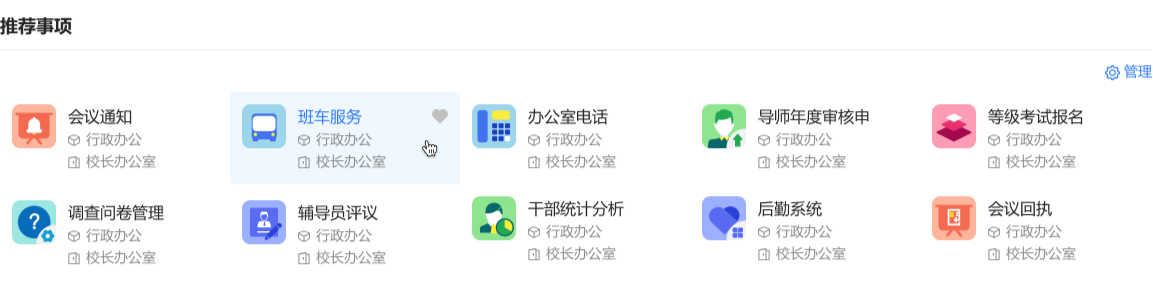 推荐事项
管理
会议通知
行政办公
校长办公室
班车服务
行政办公
校长办公室
办公室电话
行政办公
校长办公室
导师年度审核申
行政办公
校长办公室
等级考试报名
行政办公
校长办公室
调查问卷管理
行政办公
校长办公室
辅导员评议
行政办公
校长办公室
干部统计分析
行政办公
校长办公室
后勤系统
行政办公
校长办公室
会议回执
行政办公
校长办公室